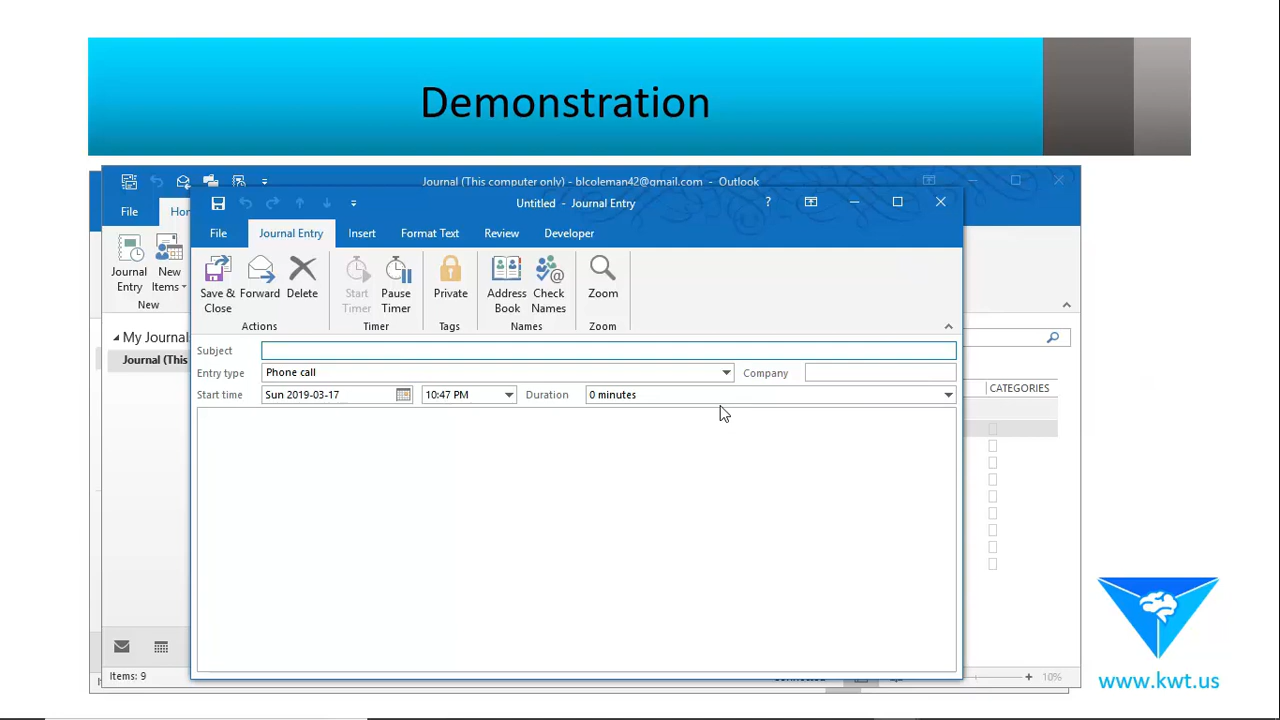 Demonstration
Journal (This computer only) - blcoleman42@gmail.com - Outlook
File
Untitled - Journal Entry
?
File
Journal Entry
Insert
Format Text
Review
Developer
Journal Entry
New Items
New
Save & Close
Forward
Delete
Actions
Start Timer
Pause Timer
Timer
Private
Tags
Address Book
Check Names
Names
Zoom
Zoom
My Journal
Journal (This
Subject
Entry type
Phone call
Company
Start time
Sun 2019-03-17
10:47 PM
Duration
0 minutes
CATEGORIES
Items: 9
10%
www.kwt.us